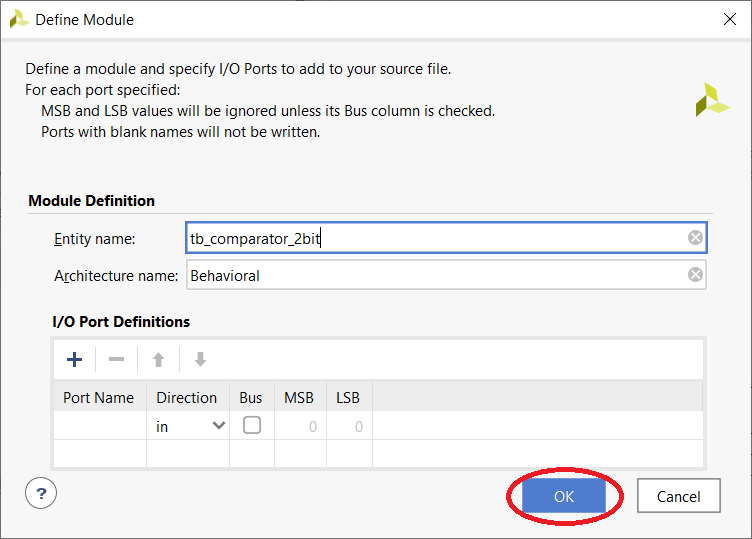 Define Module
Define a module and specify I/O Ports to add to your source file.
For each port specified:
MSB and LSB values will be ignored unless its Bus column is checked.
Ports with blank names will not be written.
Module Definition
Entity name: tb_comparator_2bit
Architecture name: Behavioral
I/O Port Definitions
Port Name Direction Bus MSB LSB
in 0 0
? OK Cancel